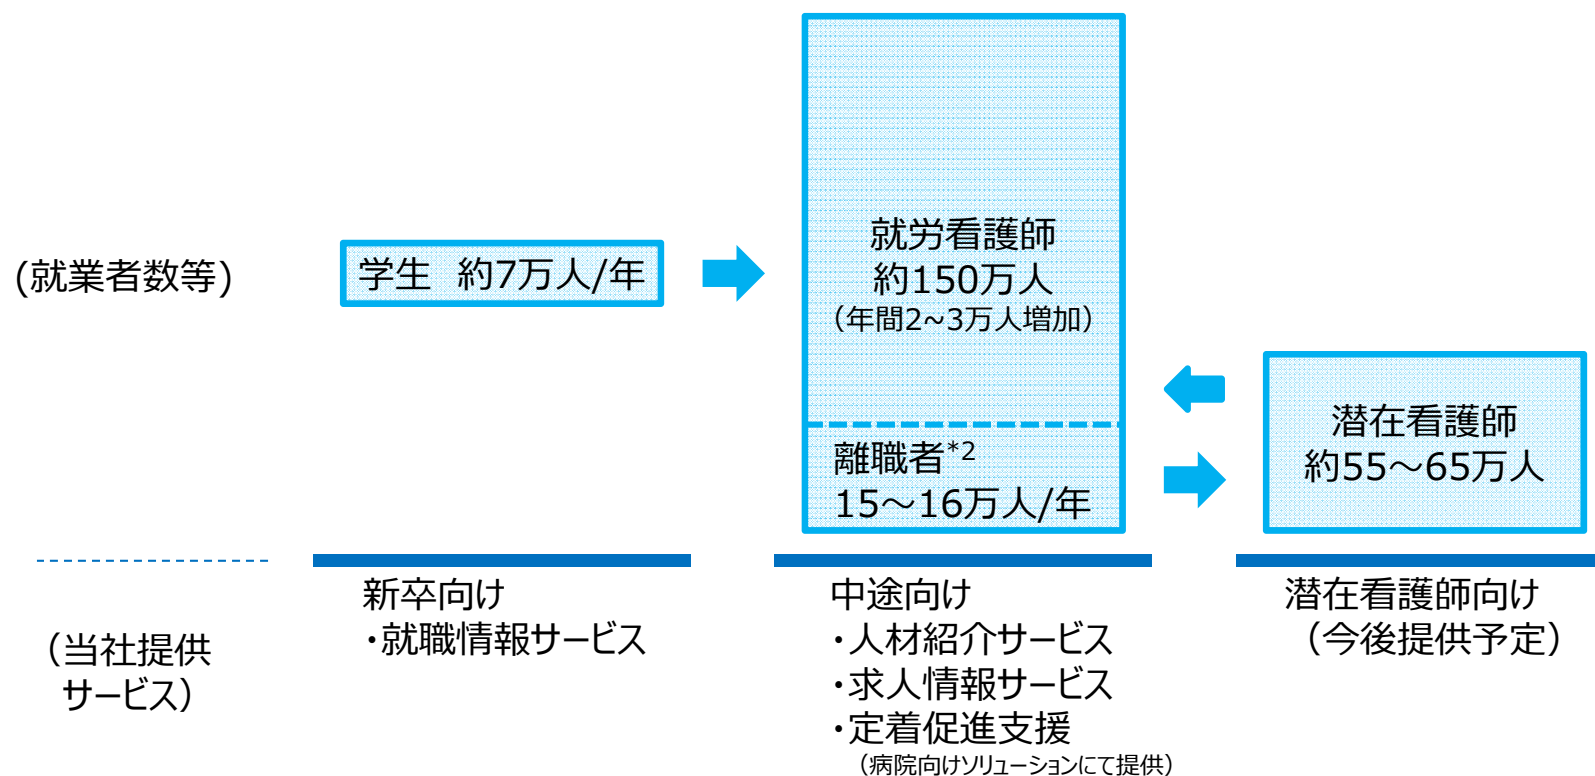 (就業者数等)
学生 約7万人/年
就労看護師
約150万人
（年間2~3万人増加）
離職者*2
15～16万人/年
潜在看護師
約55～65万人
（当社提供
サービス）
新卒向け
・就職情報サービス
中途向け
・人材紹介サービス
・求人情報サービス
・定着促進支援
（病院向けソリューションにて提供）
潜在看護師向け
（今後提供予定）